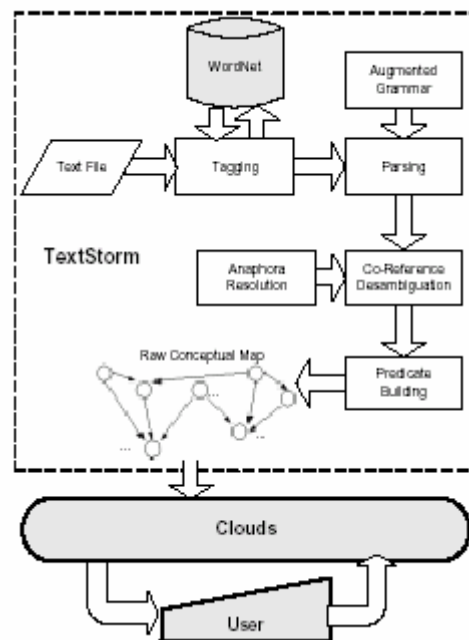 WordNet
Augmented
Grammar
Text File
Tagging
Parsing
TextStorm
Anaphora
Resolution
Co-Reference
Desambiguation
Raw Conceptual Map
Predicate
Building
...
...
...
Clouds
User